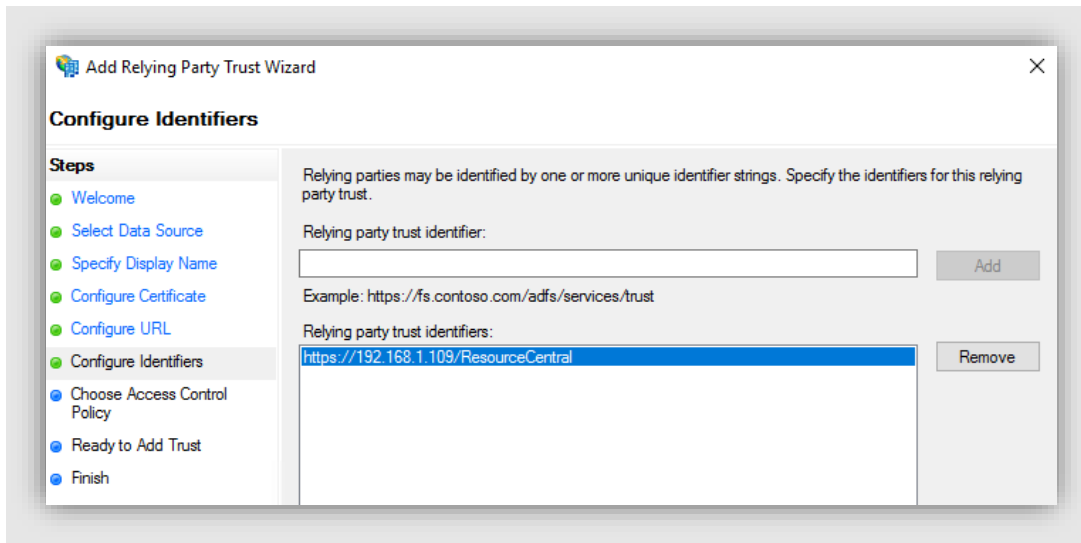 Add Relying Party Trust Wizard
Configure Identifiers
Steps
Welcome
Select Data Source
Specify Display Name
Configure Certificate
Configure URL
Configure Identifiers
Choose Access Control
Policy
Ready to Add Trust
Finish
Relying parties may be identified by one or more unique identifier strings. Specify the identifiers for this relying
party trust.
Relying party trust identifier:
Add
Example: https://fs.contoso.com/adfs/services/trust
Relying party trust identifiers:
https://192.168.1.109/ResourceCentral
Remove